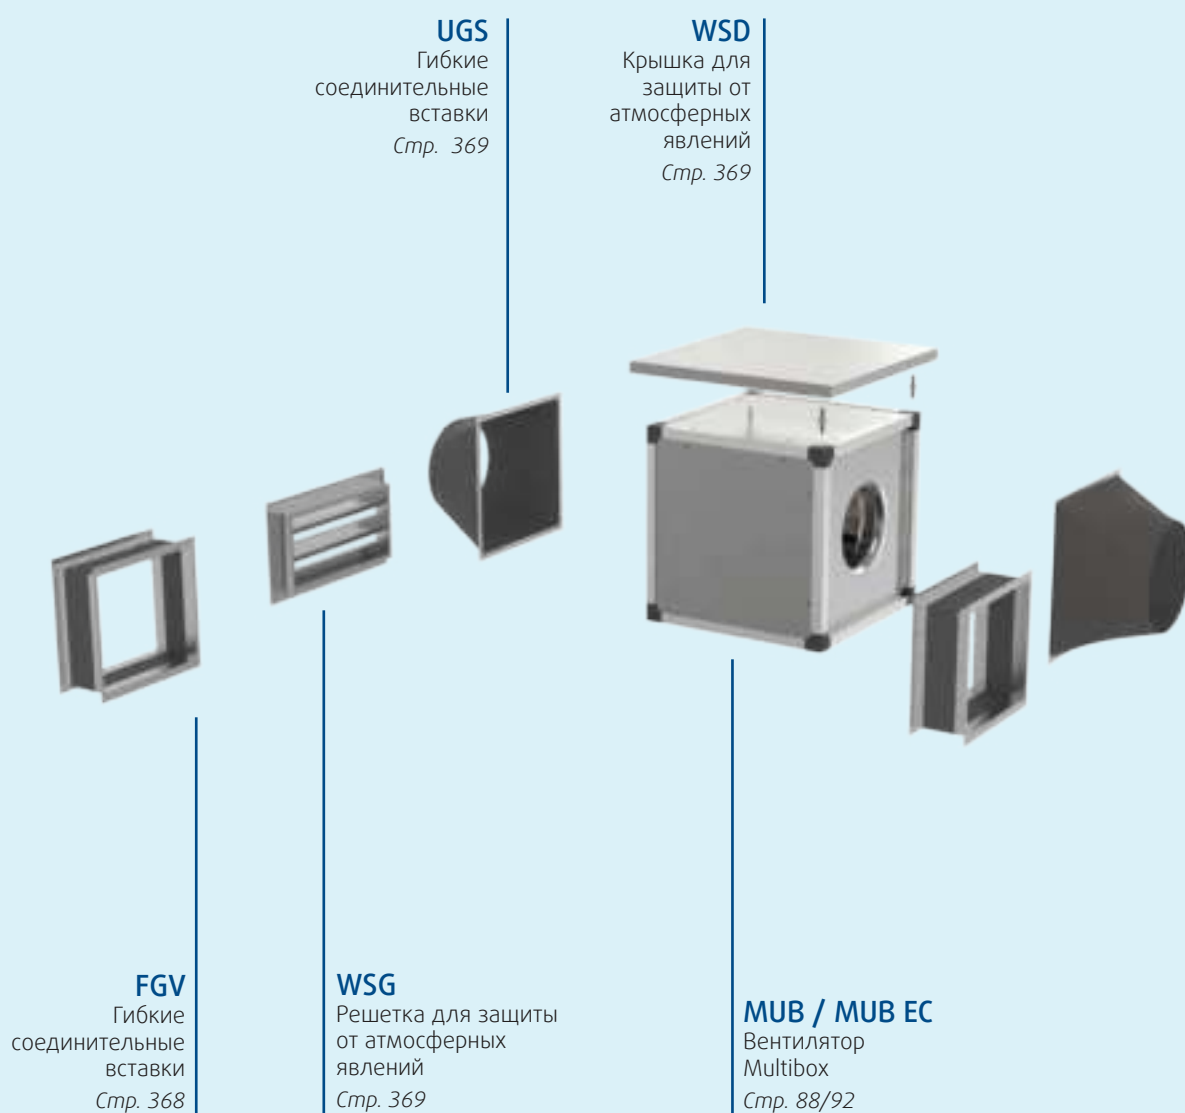 UGS
Гибкие
соединительные
вставки
Стр. 369
WSD
Крышка для
защиты от
атмосферных
явлений
Стр. 369
FGV
Гибкие
соединительные
вставки
Стр. 368
WSG
Решетка для защиты
от атмосферных
явлений
Стр. 369
MUB / MUB EC
Вентилятор
Multibox
Стр. 88/92